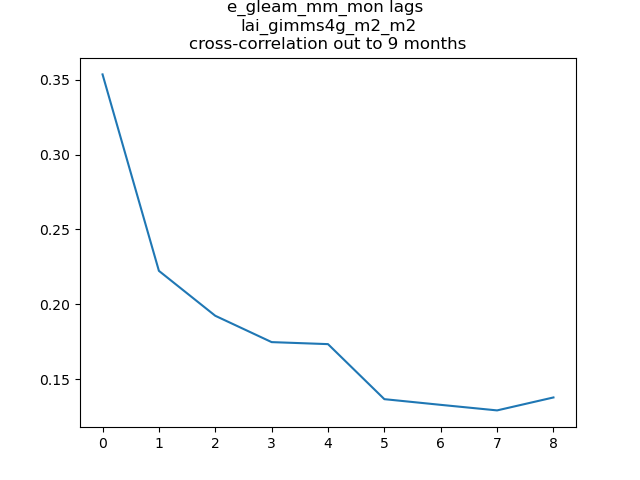 e_gleam_mm_mon lags
lai_gimms4g_m2_m2
cross-correlation out to 9 months
0.35
0.30
0.25
0.20
0.15
0 1 2 3 4 5 6 7 8